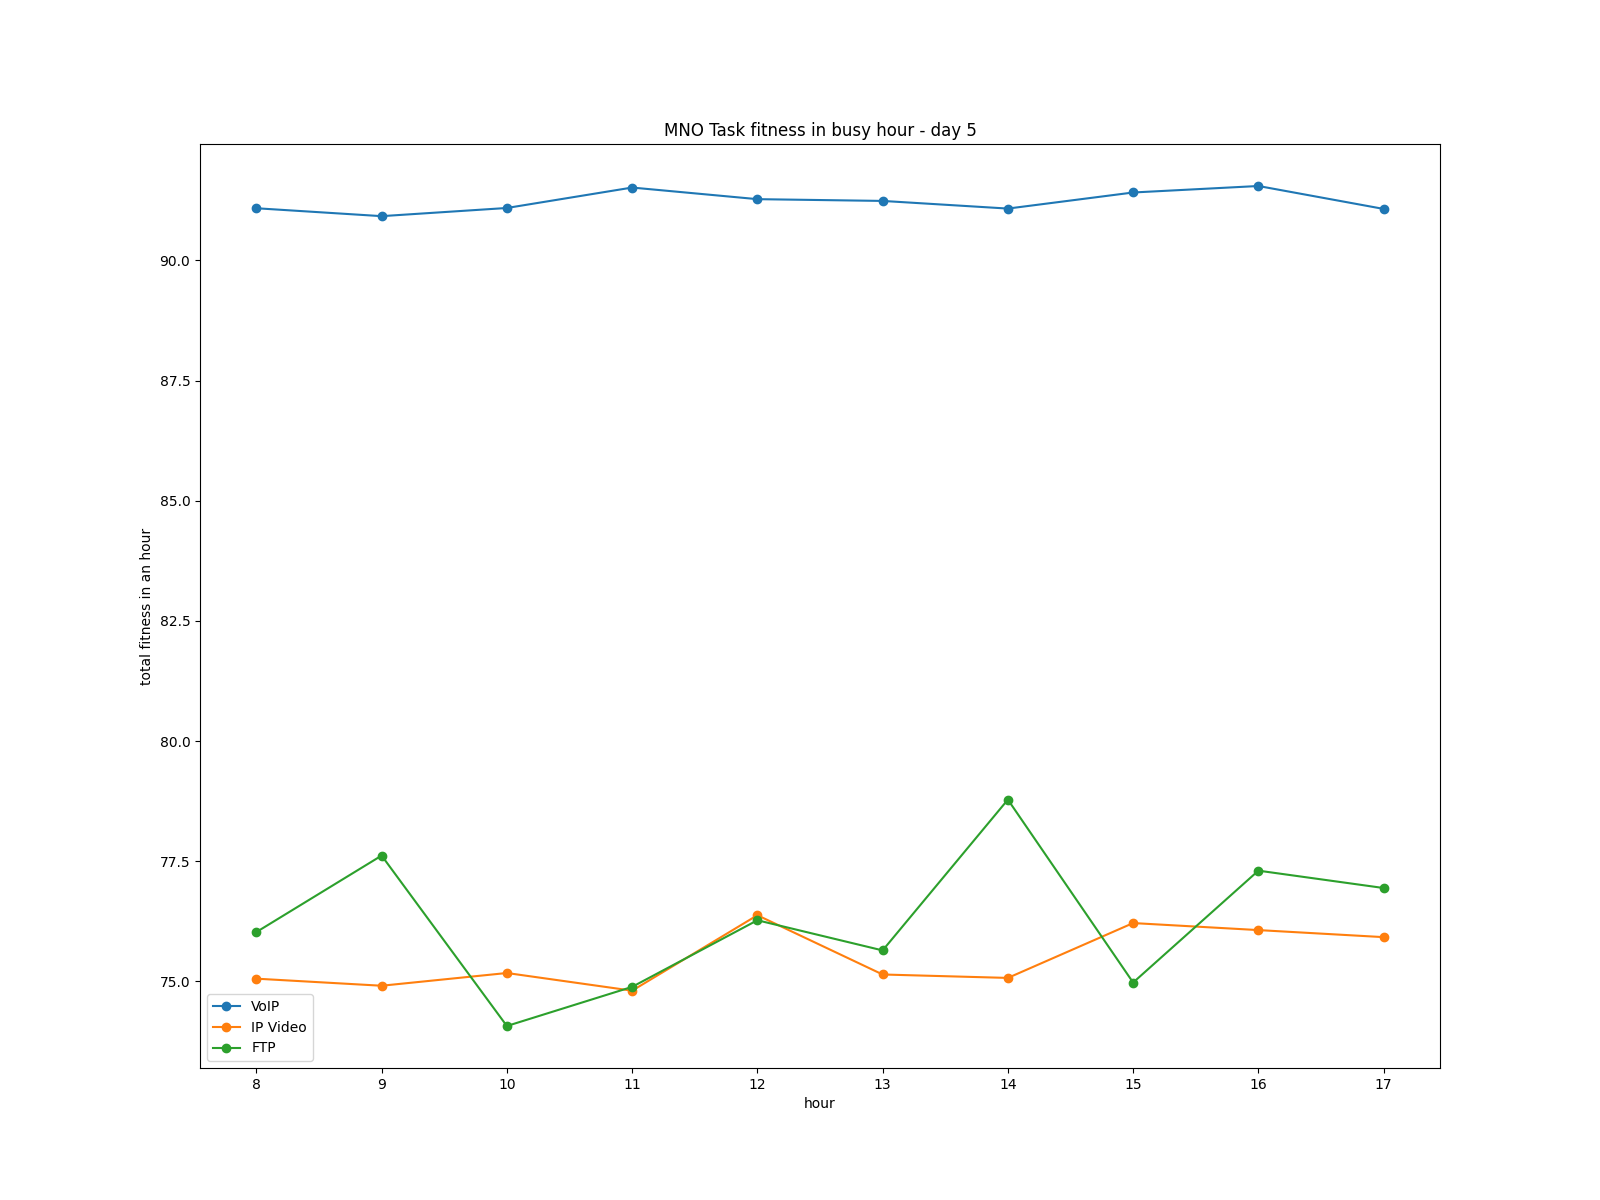 MNO Task fitness in busy hour - day 5
total fitness in an hour
90.0
87.5
85.0
82.5
80.0
77.5
75.0
VoIP
IP Video
FTP
8 9 10 11 12 13 14 15 16 17
hour